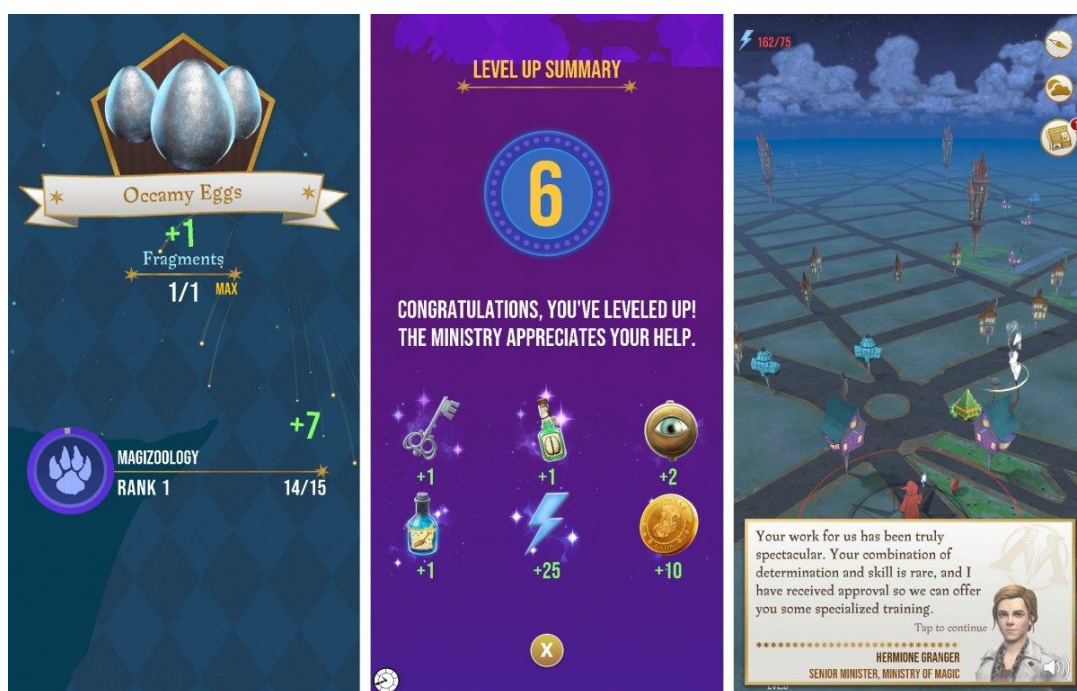 Occamy Eggs
+1
Fragments
1/1 MAX
+7
MAGIZOOLOGY
RANK 1 14/15
LEVEL UP SUMMARY
6
CONGRATULATIONS, YOU'VE LEVELED UP!
THE MINISTRY APPRECIATES YOUR HELP.
+1 +1 +2
+1 +25 +10
X
162/75
Your work for us has been truly
spectacular. Your combination of
determination and skill is rare, and I
have received approval so we can offer
you some specialized training.
Tap to continue
HERMIONE GRANGER
SENIOR MINISTER, MINISTRY OF MAGIC